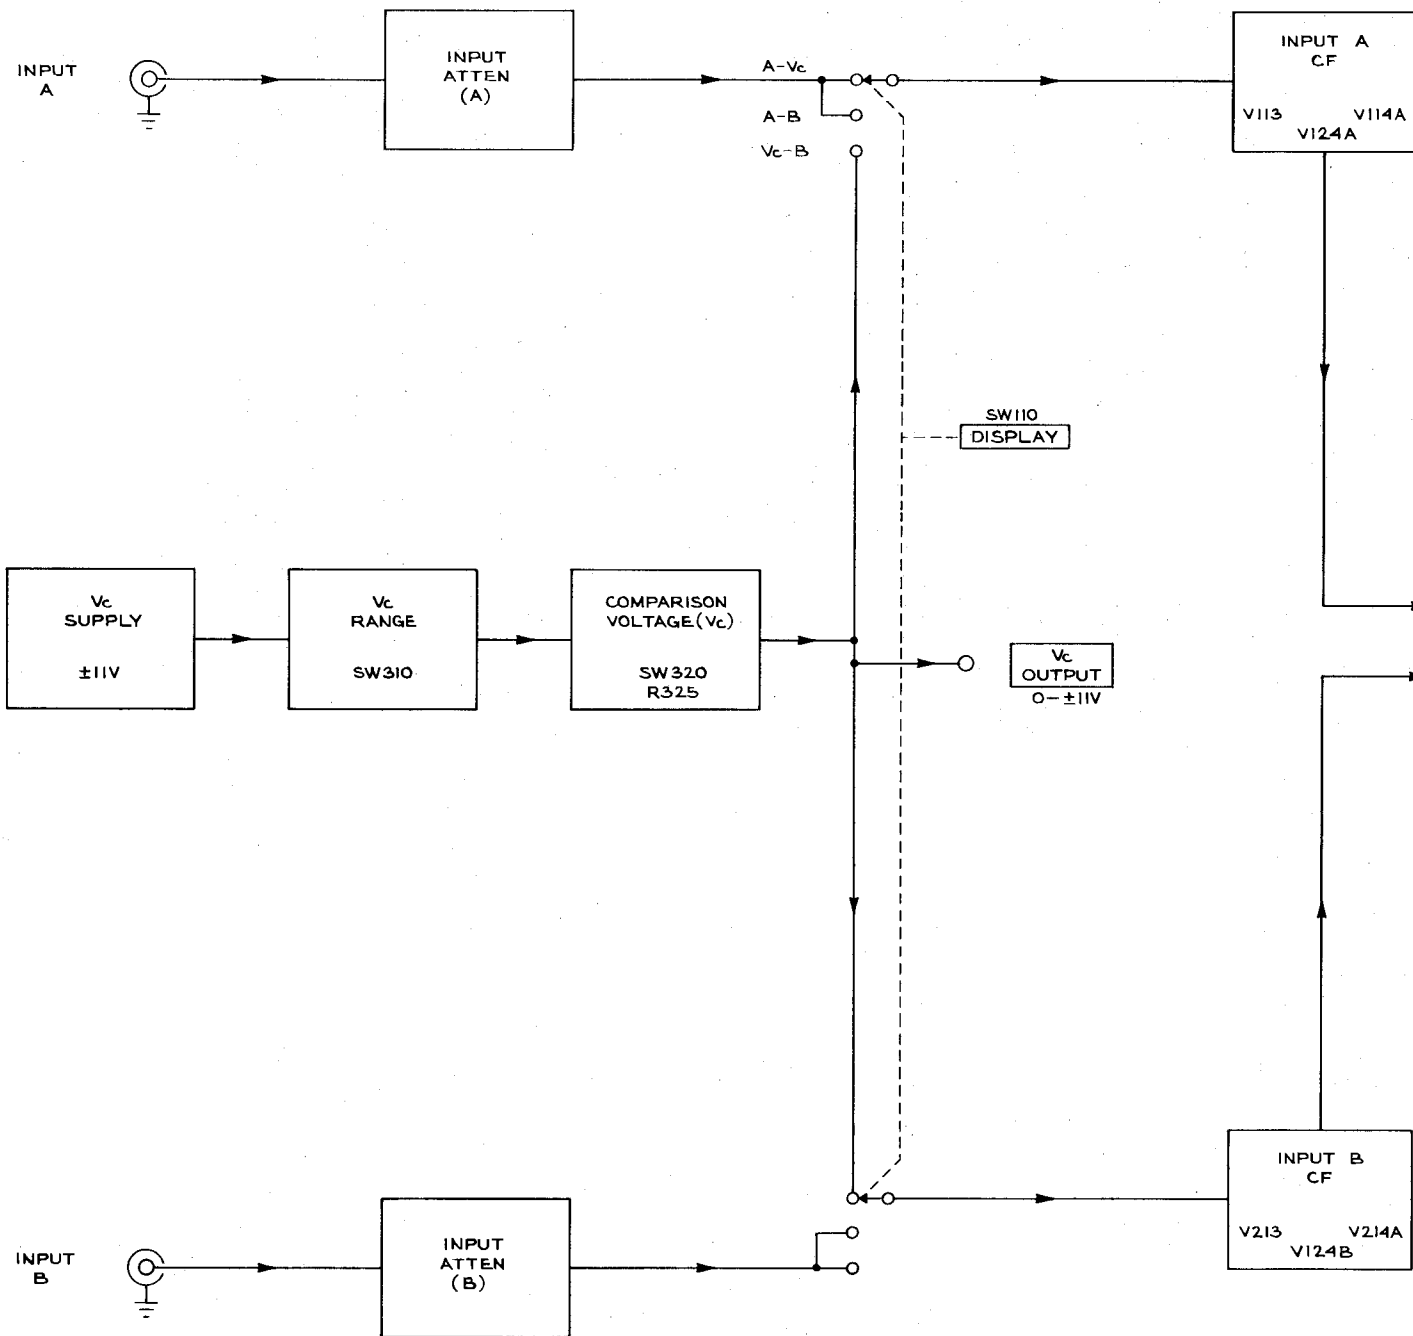 INPUT
A
INPUT
ATTEN
(A)
A-Vc
A-B
Vc-B
INPUT A
CF
V113 V114A
V124A
SW110
DISPLAY
Vc
SUPPLY
±11V
Vc
RANGE
SW310
COMPARISON
VOLTAGE(Vc)
SW320
R325
Vc
OUTPUT
0-±11V
INPUT
B
INPUT
ATTEN
(B)
INPUT B
CF
V213 V214A
V124B